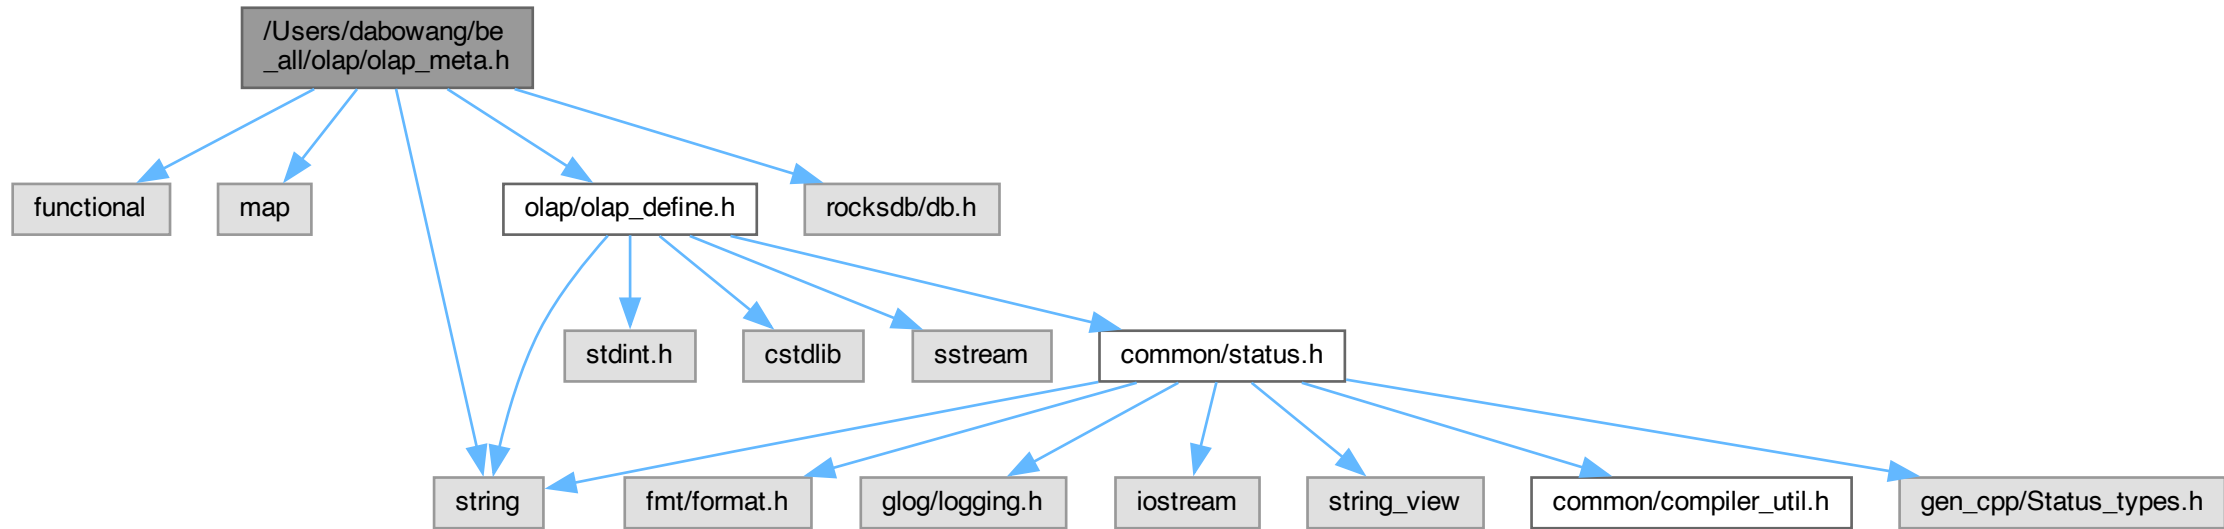 /Users/dabowang/be
_all/olap/olap_meta.h
functional
map
olap/olap_define.h
rocksdb/db.h
stdint.h
cstdlib
sstream
common/status.h
string
fmt/format.h
glog/logging.h
iostream
string_view
common/compiler_util.h
gen_cpp/Status_types.h